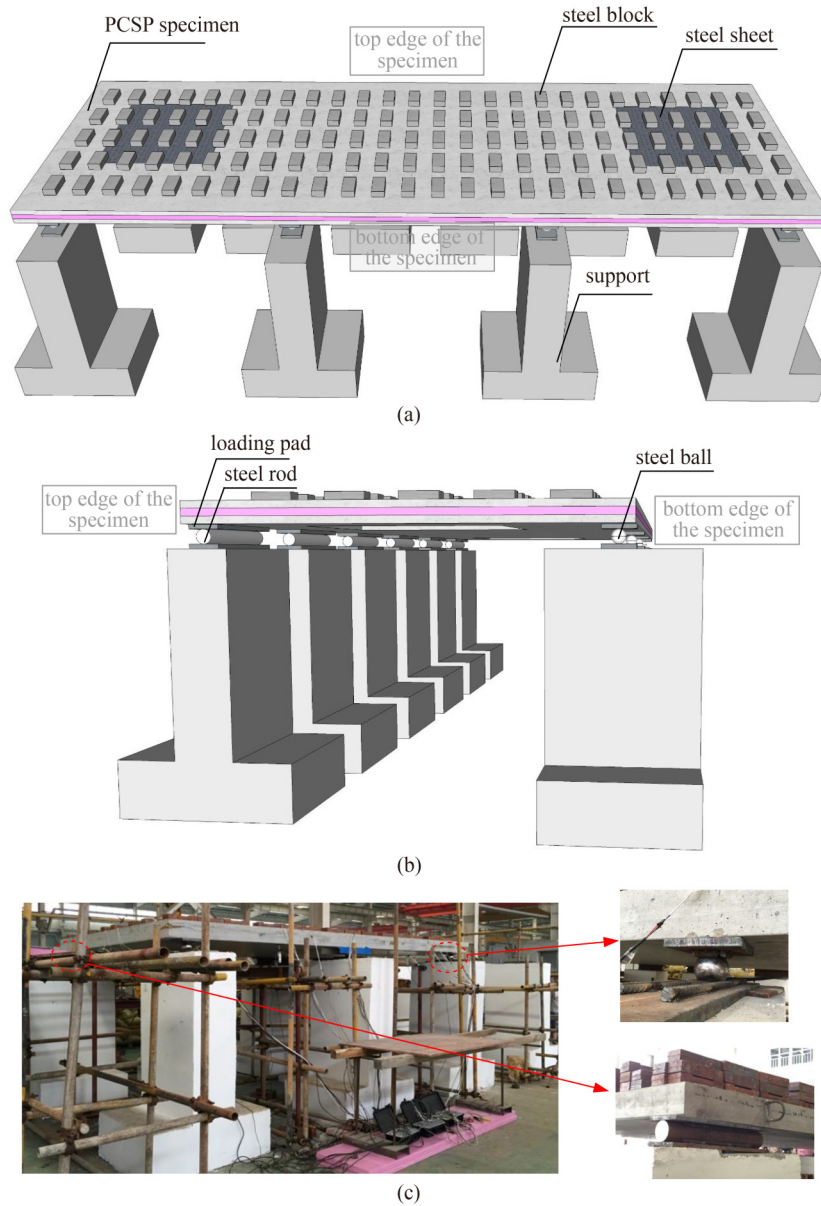 PCSP specimen
top edge of the
specimen
steel block
steel sheet
bottom edge of
the specimen
support
(a)
loading pad
steel rod
steel ball
top edge of the
specimen
bottom edge of
the specimen
(b)
(c)